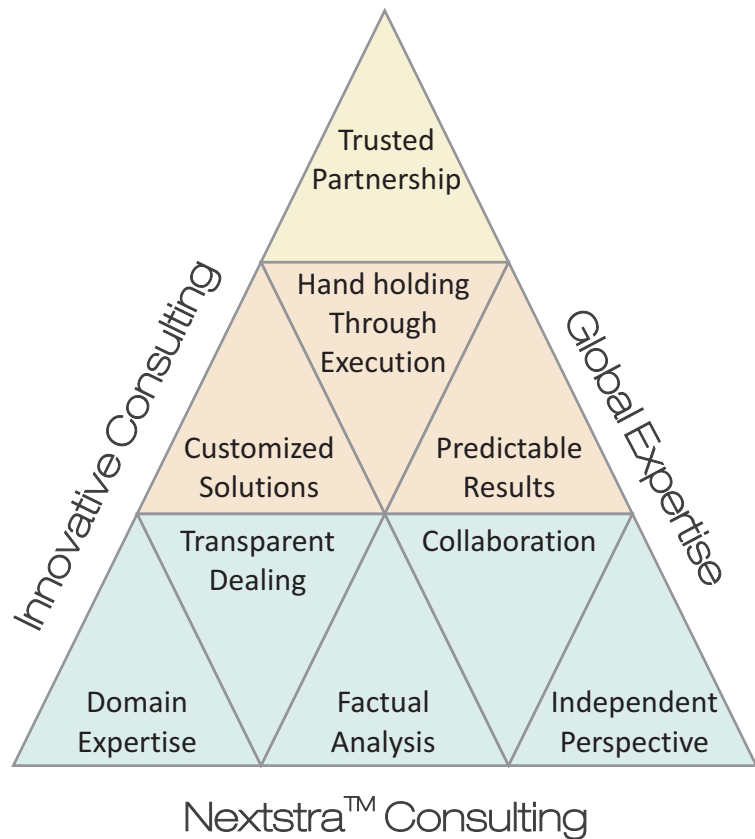 Trusted
Partnership
Hand holding
Through
Execution
Customized
Solutions
Predictable
Results
Transparent
Dealing
Collaboration
Domain
Expertise
Factual
Analysis
Independent
Perspective
Innovative Consulting
Global Expertise
Nextstra™ Consulting